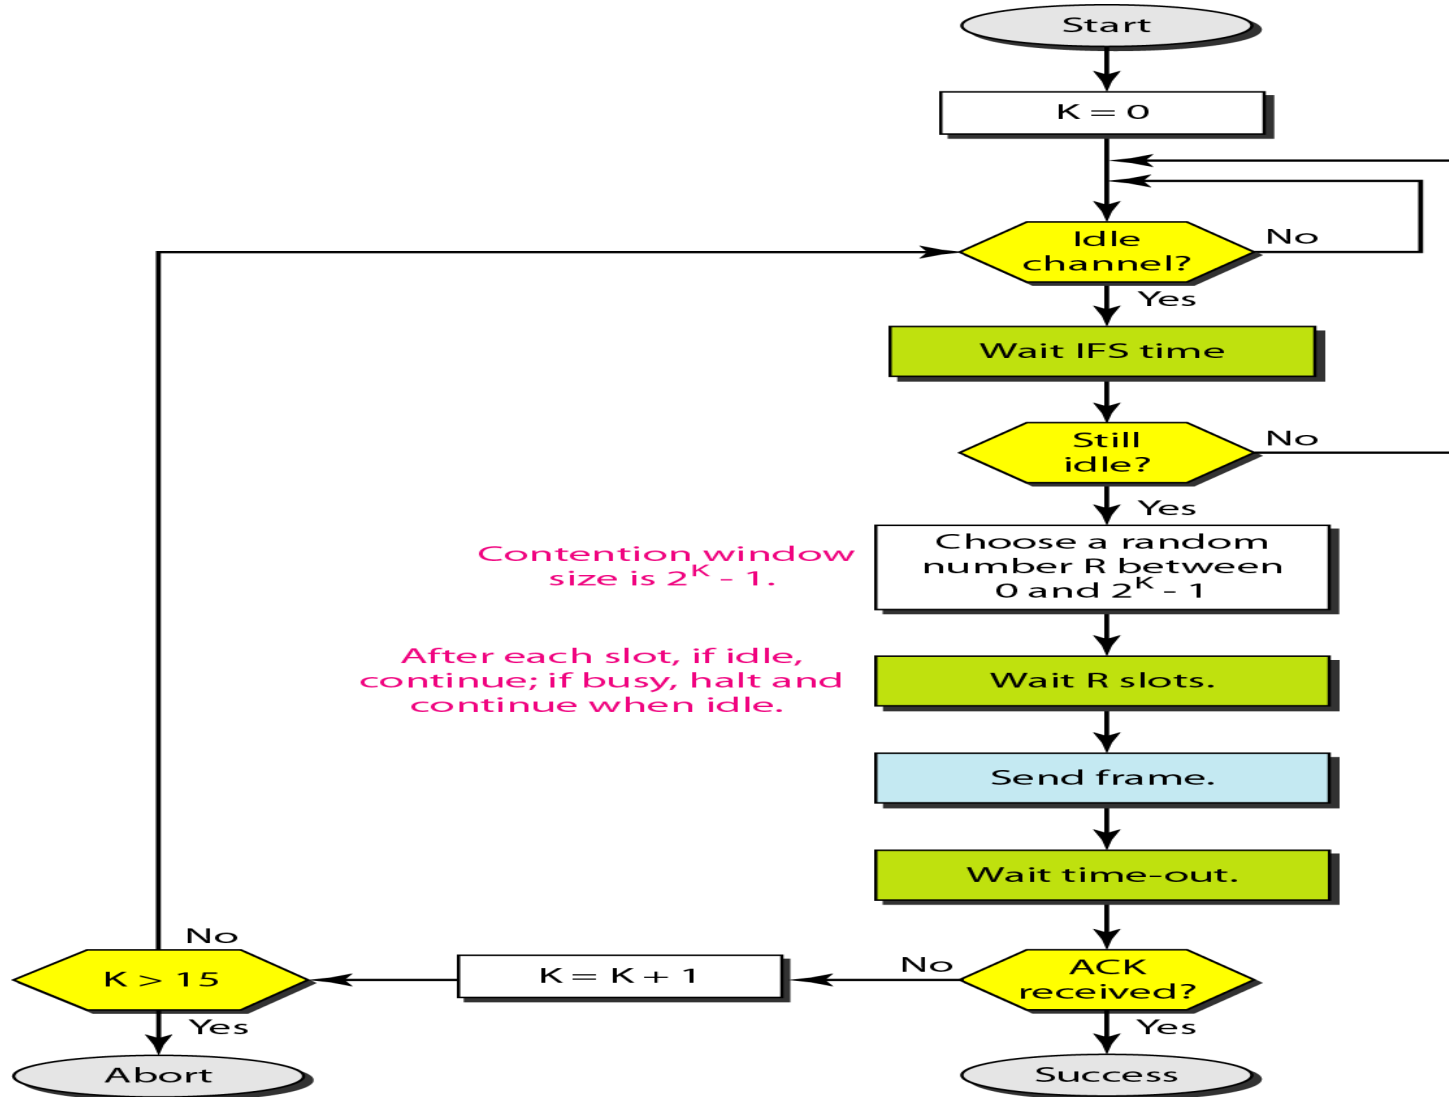 Start
K = 0
Idle
channel?
No
Yes
Wait IFS time
Still
idle?
No
Yes
Contention window
size is 2^K - 1.
Choose a random
number R between
0 and 2^K - 1
After each slot, if idle,
continue; if busy, halt and
continue when idle.
Wait R slots.
Send frame.
Wait time-out.
ACK
received?
No
Yes
K = K + 1
K > 15
No
Yes
Abort
Success